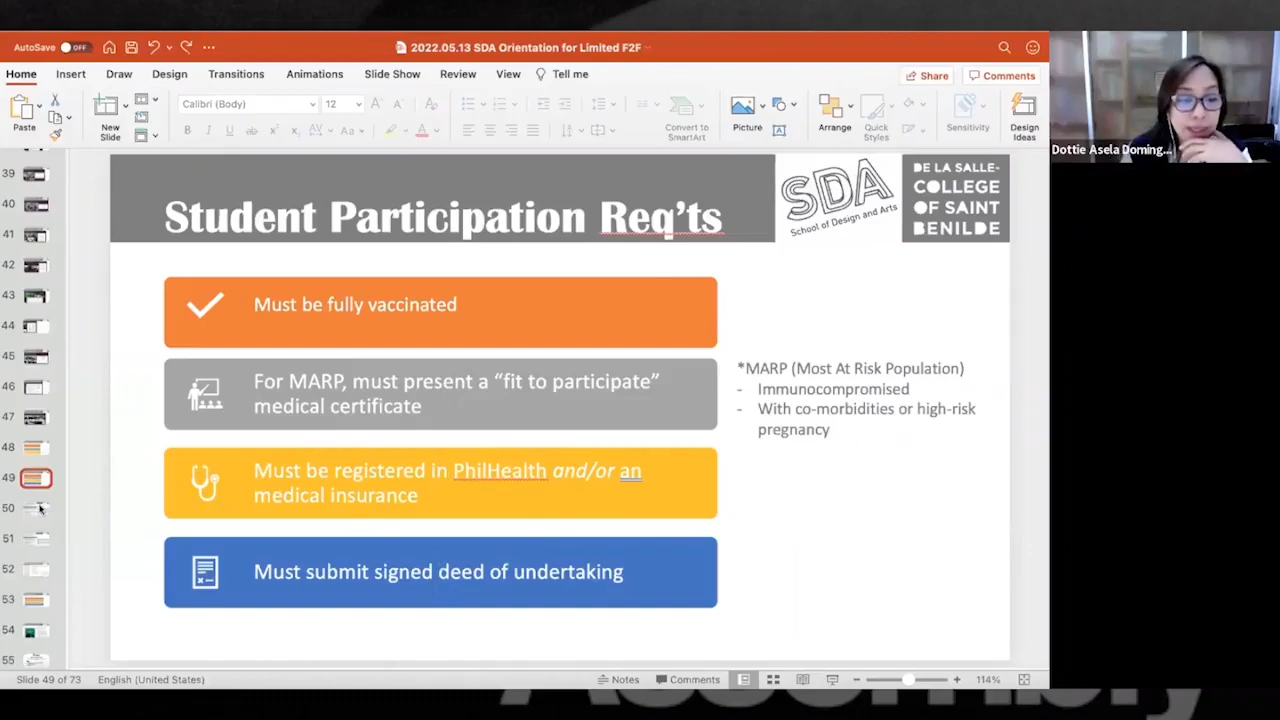 AutoSave OFF
2022.05.13 SDA Orientation for Limited F2F
Home Insert Draw Design Transitions Animations Slide Show Review View Tell me
Share Comments
Paste
New Slide
Calibri (Body) 12
Convert to SmartArt
Picture
Arrange
Quick Styles
Sensitivity
Design Ideas
Dottie Asela Doming...
39
40
41
42
43
44
45
46
47
48
49
50
51
52
53
54
55
Student Participation Req'ts
SDA
School of Design and Arts
DE LA SALLE-
COLLEGE
OF SAINT
BENILDE
Must be fully vaccinated
For MARP, must present a “fit to participate”
medical certificate
Must be registered in PhilHealth and/or an
medical insurance
Must submit signed deed of undertaking
*MARP (Most At Risk Population)
- Immunocompromised
- With co-morbidities or high-risk
pregnancy
Slide 49 of 73 English (United States)
Notes Comments 114%
Assembly